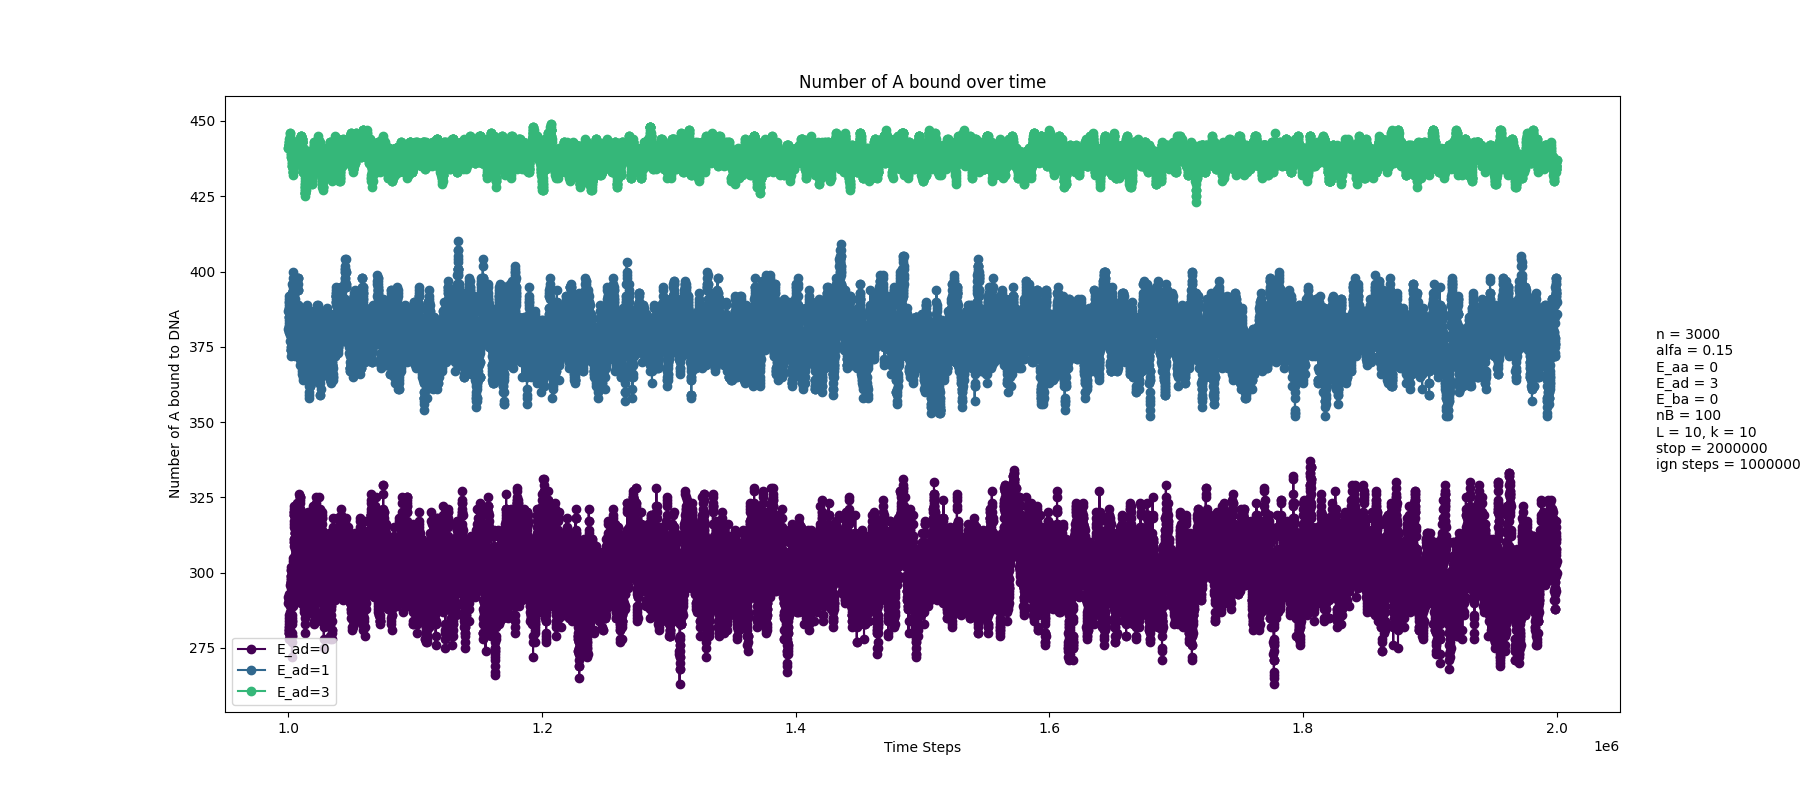 Number of A bound over time
Number of A bound to DNA
450
425
400
375
350
325
300
275
E_ad=0
E_ad=1
E_ad=3
1.0
1.2
1.4
1.6
1.8
2.0
1e6
Time Steps
n = 3000
alfa = 0.15
E_aa = 0
E_ad = 3
E_ba = 0
nB = 100
L = 10, k = 10
stop = 2000000
ign steps = 1000000